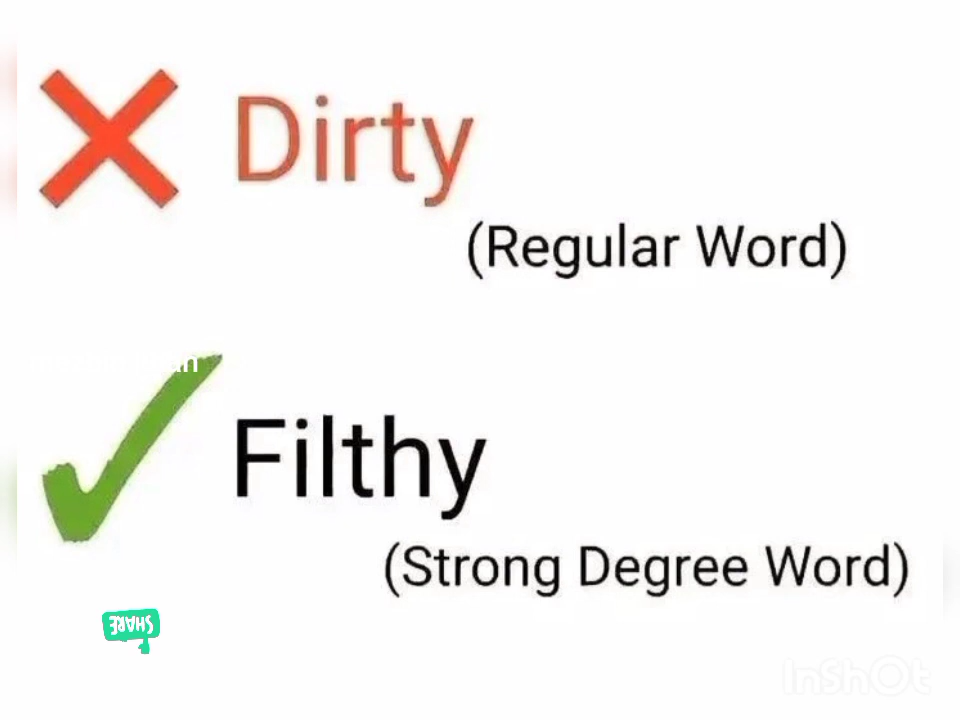 Dirty
(Regular Word)
Filthy
(Strong Degree Word)
SHARE
InShOt